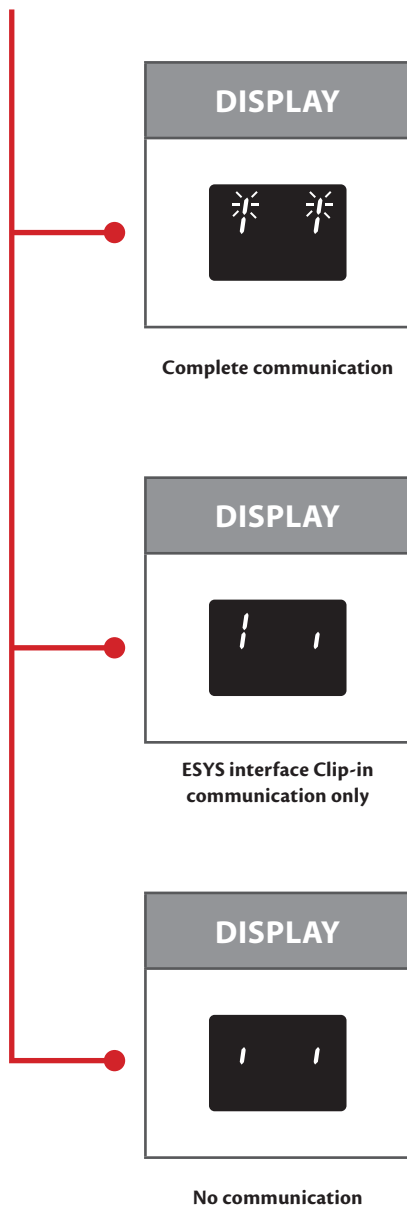 DISPLAY
Complete communication
DISPLAY
ESYS interface Clip-in
communication only
DISPLAY
No communication